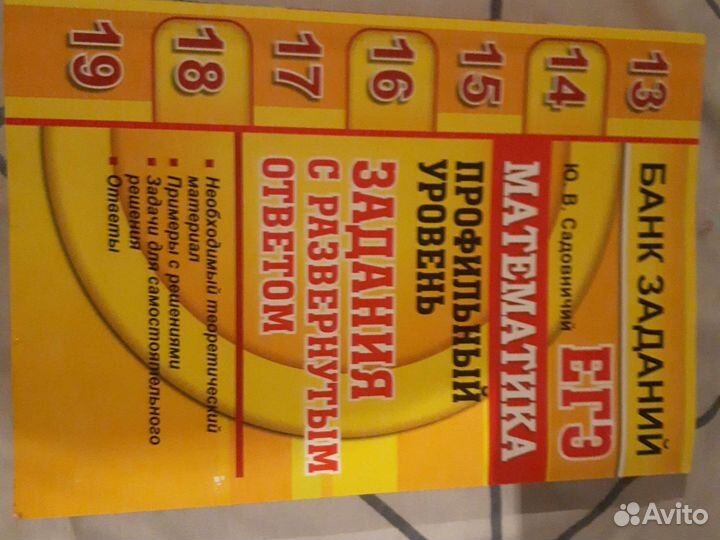 13
14
15
16
17
18
19
БАНК ЗАДАНИЙ
Ю. В. Садовничий
ЕГЭ
МАТЕМАТИКА
ПРОФИЛЬНЫЙ
УРОВЕНЬ
ЗАДАНИЯ
С РАЗВЕРНУТЫМ
ОТВЕТОМ
Необходимый теоретический
материал
Примеры с решениями
Задачи для самостоятельного
решения
Ответы
Avito